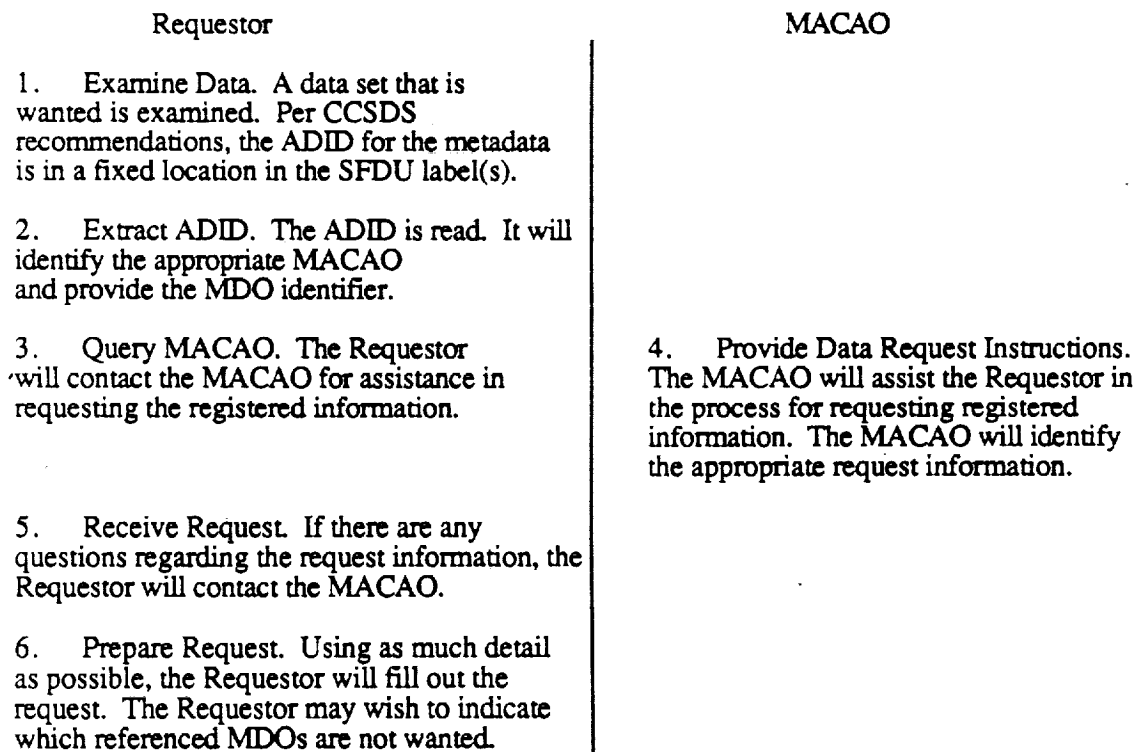 Requestor
MACAO
1. Examine Data. A data set that is
wanted is examined. Per CCSDS
recommendations, the ADID for the metadata
is in a fixed location in the SFDU label(s).
2. Extract ADID. The ADID is read. It will
identify the appropriate MACAO
and provide the MDO identifier.
3. Query MACAO. The Requestor
will contact the MACAO for assistance in
requesting the registered information.
4. Provide Data Request Instructions.
The MACAO will assist the Requestor in
the process for requesting registered
information. The MACAO will identify
the appropriate request information.
5. Receive Request. If there are any
questions regarding the request information, the
Requestor will contact the MACAO.
6. Prepare Request. Using as much detail
as possible, the Requestor will fill out the
request. The Requestor may wish to indicate
which referenced MDOs are not wanted.